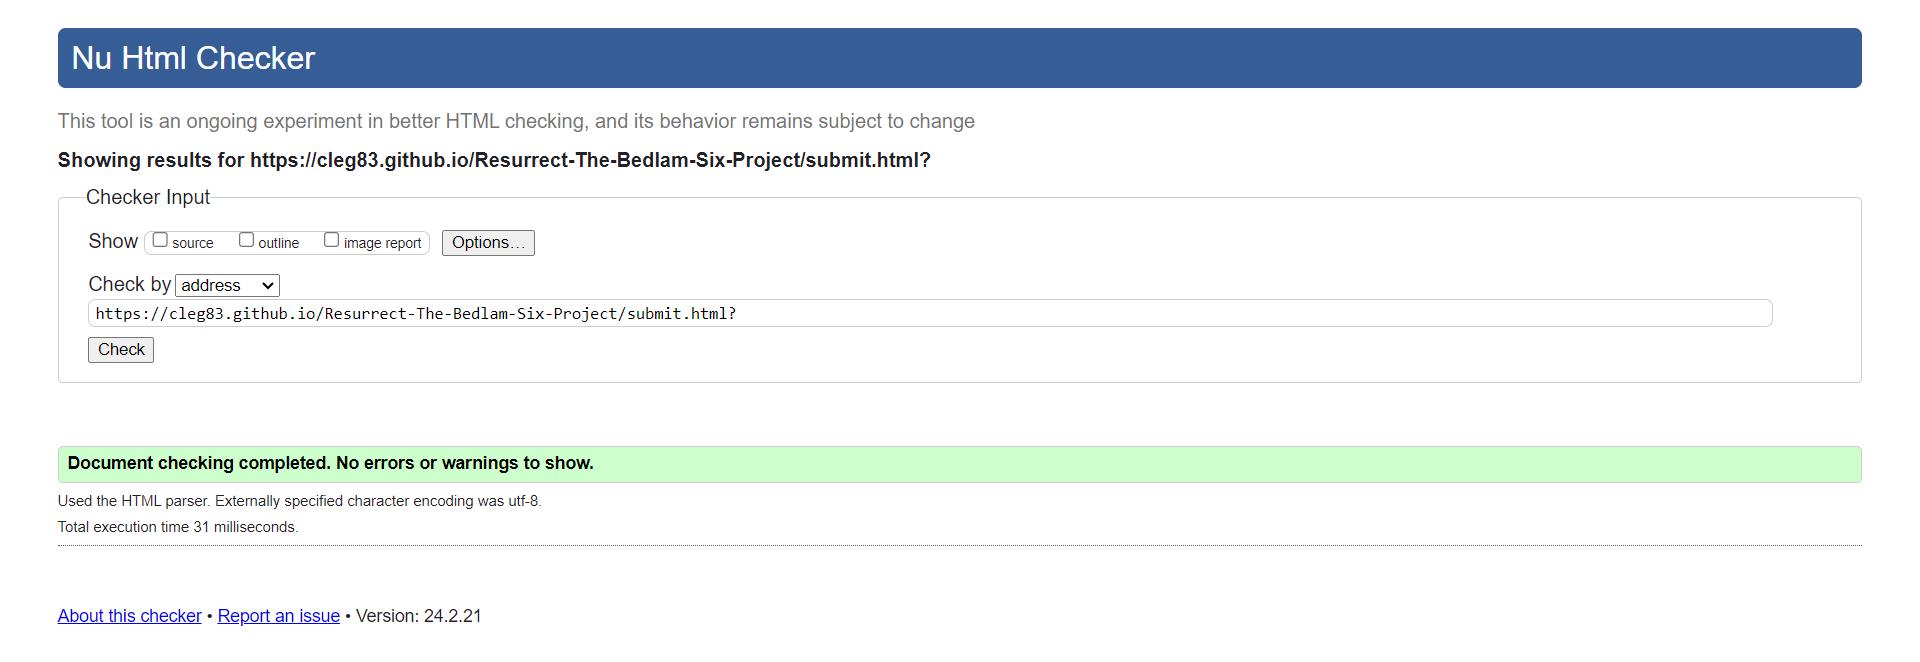 Nu Html Checker
This tool is an ongoing experiment in better HTML checking, and its behavior remains subject to change
Showing results for https://cleg83.github.io/Resurrect-The-Bedlam-Six-Project/submit.html?
Checker Input
Show source outline image report Options...
Check by address
https://cleg83.github.io/Resurrect-The-Bedlam-Six-Project/submit.html?
Check
Document checking completed. No errors or warnings to show.
Used the HTML parser. Externally specified character encoding was utf-8.
Total execution time 31 milliseconds.
About this checker • Report an issue • Version: 24.2.21